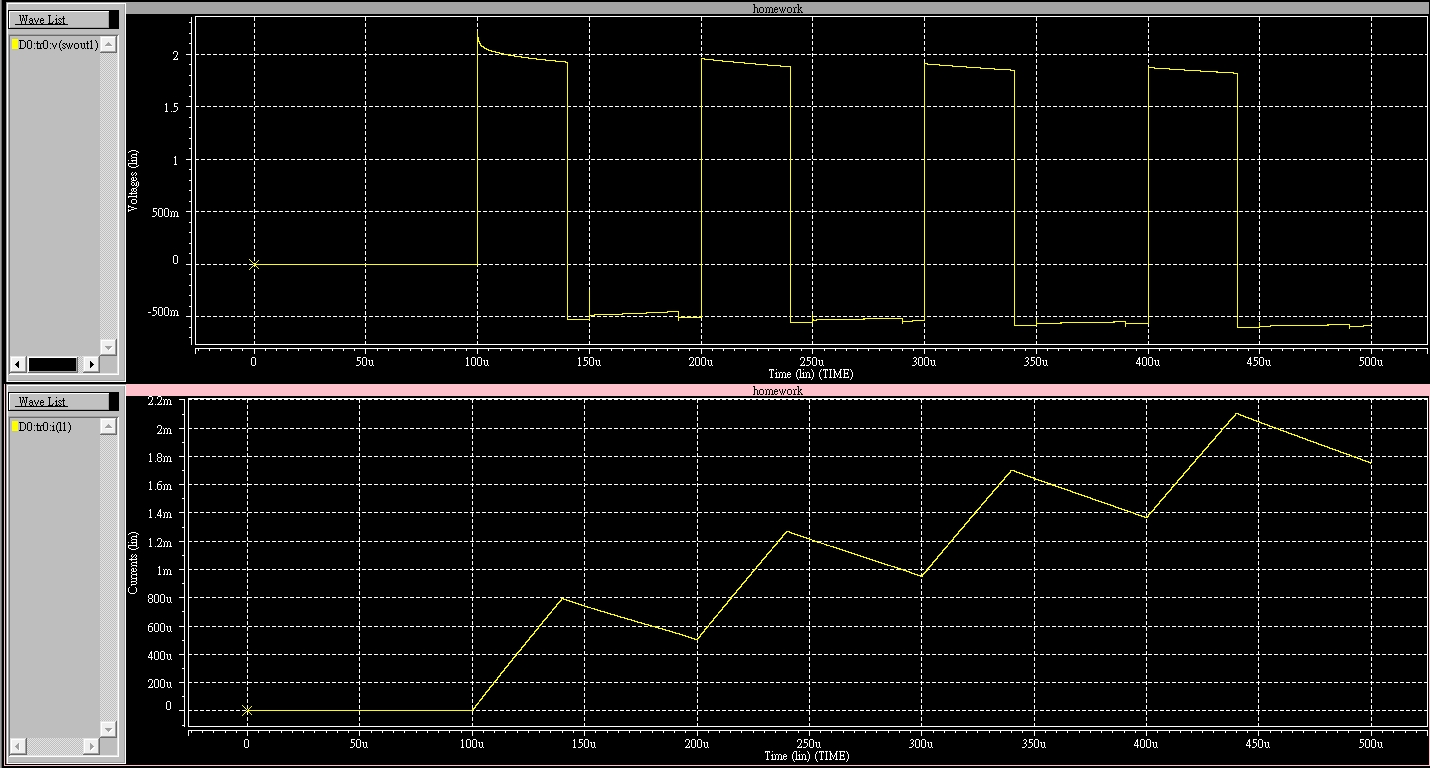 homework
Wave List
D0:tr0:v(swout1)
Voltages (lin)
2
1.5
1
500m
0
-500m
0 50u 100u 150u 200u 250u 300u 350u 400u 450u 500u
Time (lin) (TIME)
homework
Wave List
D0:tr0:i(l1)
Currents (lin)
2.2m
2m
1.8m
1.6m
1.4m
1.2m
1m
800u
600u
400u
200u
0
0 50u 100u 150u 200u 250u 300u 350u 400u 450u 500u
Time (lin) (TIME)